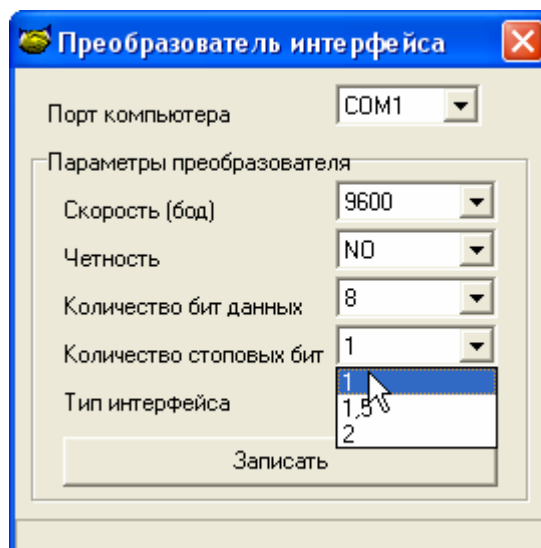 Преобразователь интерфейса
Порт компьютера COM1
Параметры преобразователя
Скорость (бод) 9600
Четность NO
Количество бит данных 8
Количество стоповых бит 1
1
Тип интерфейса 1,5
2
Записать